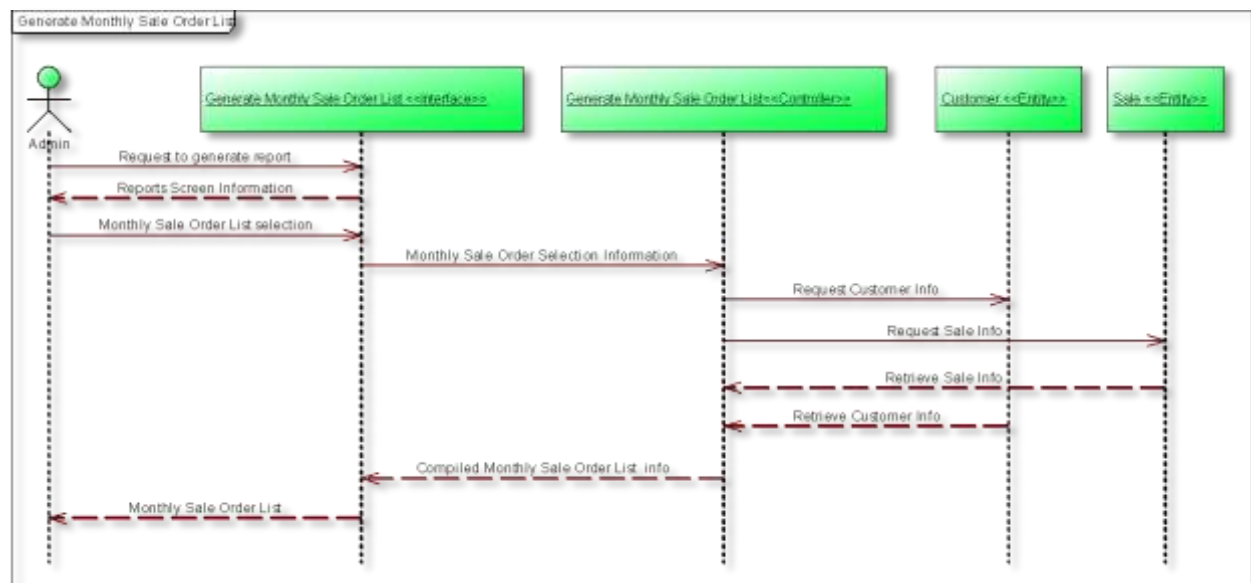 Generate Monthly Sale Order List
Generate Monthly Sale Order List <<Interface>>
Generate Monthly Sale Order List<<Controller>>
Customer <<Entity>>
Sale <<Entity>>
Admin
Request to generate report
Reports Screen Information
Monthly Sale Order List selection
Monthly Sale Order Selection Information
Request Customer Info
Request Sale Info
Retrieve Sale Info
Retrieve Customer Info
Compiled Monthly Sale Order List info
Monthly Sale Order List